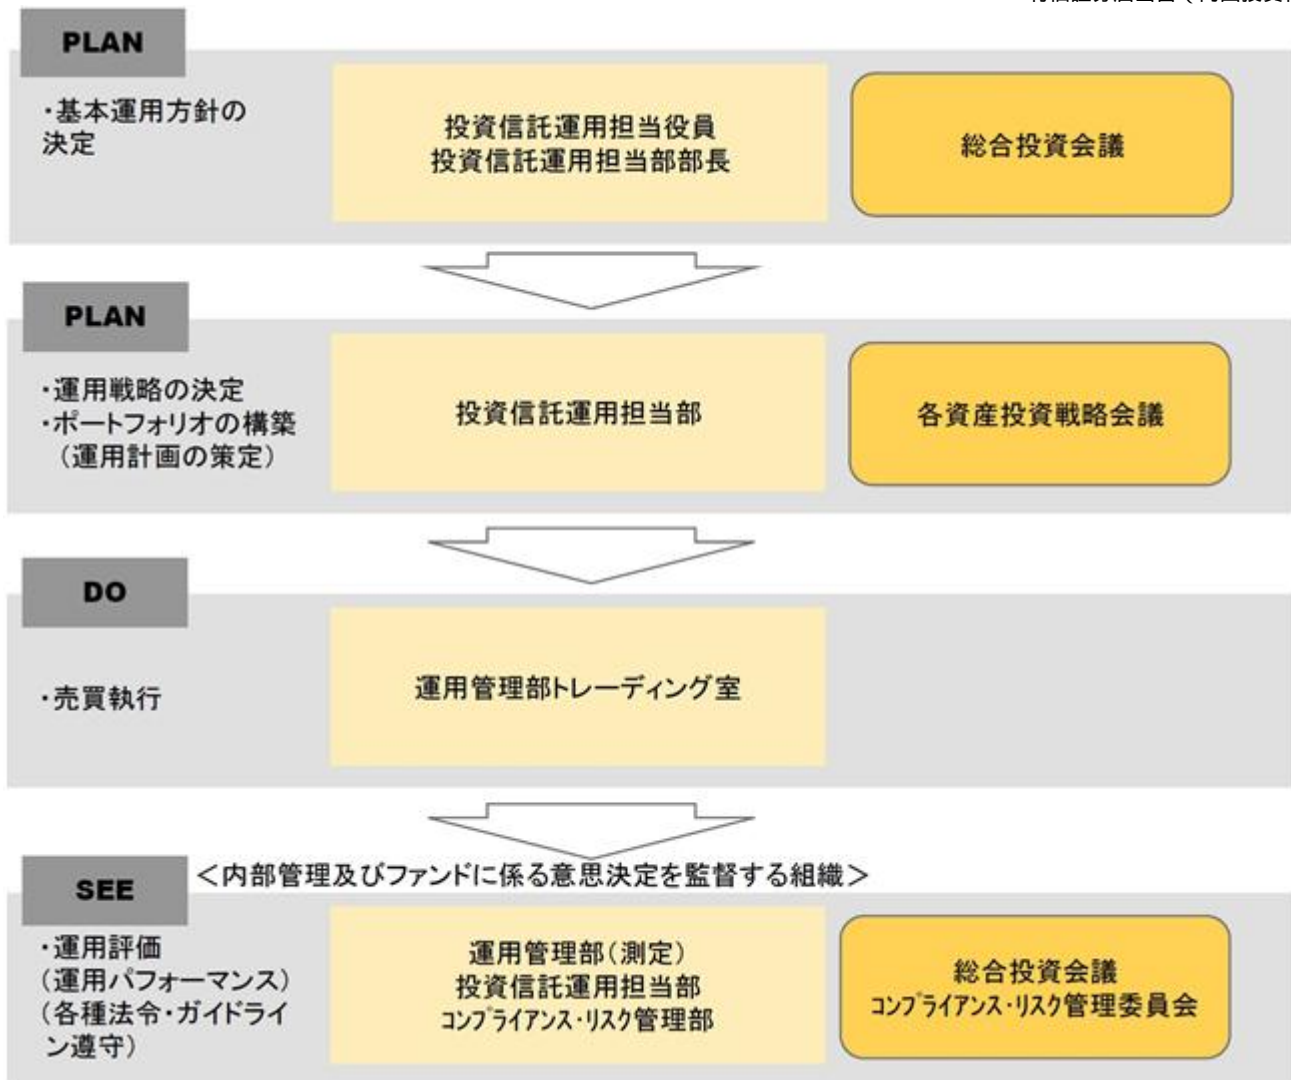 PLAN
・基本運用方針の
決定
投資信託運用担当役員
投資信託運用担当部部長
総合投資会議
PLAN
・運用戦略の決定
・ポートフォリオの構築
（運用計画の策定）
投資信託運用担当部
各資産投資戦略会議
DO
・売買執行
運用管理部トレーディング室
SEE
＜内部管理及びファンドに係る意思決定を監督する組織＞
・運用評価
（運用パフォーマンス）
（各種法令・ガイドライ
ン遵守）
運用管理部（測定）
投資信託運用担当部
コンプライアンス・リスク管理部
総合投資会議
コンプライアンス・リスク管理委員会